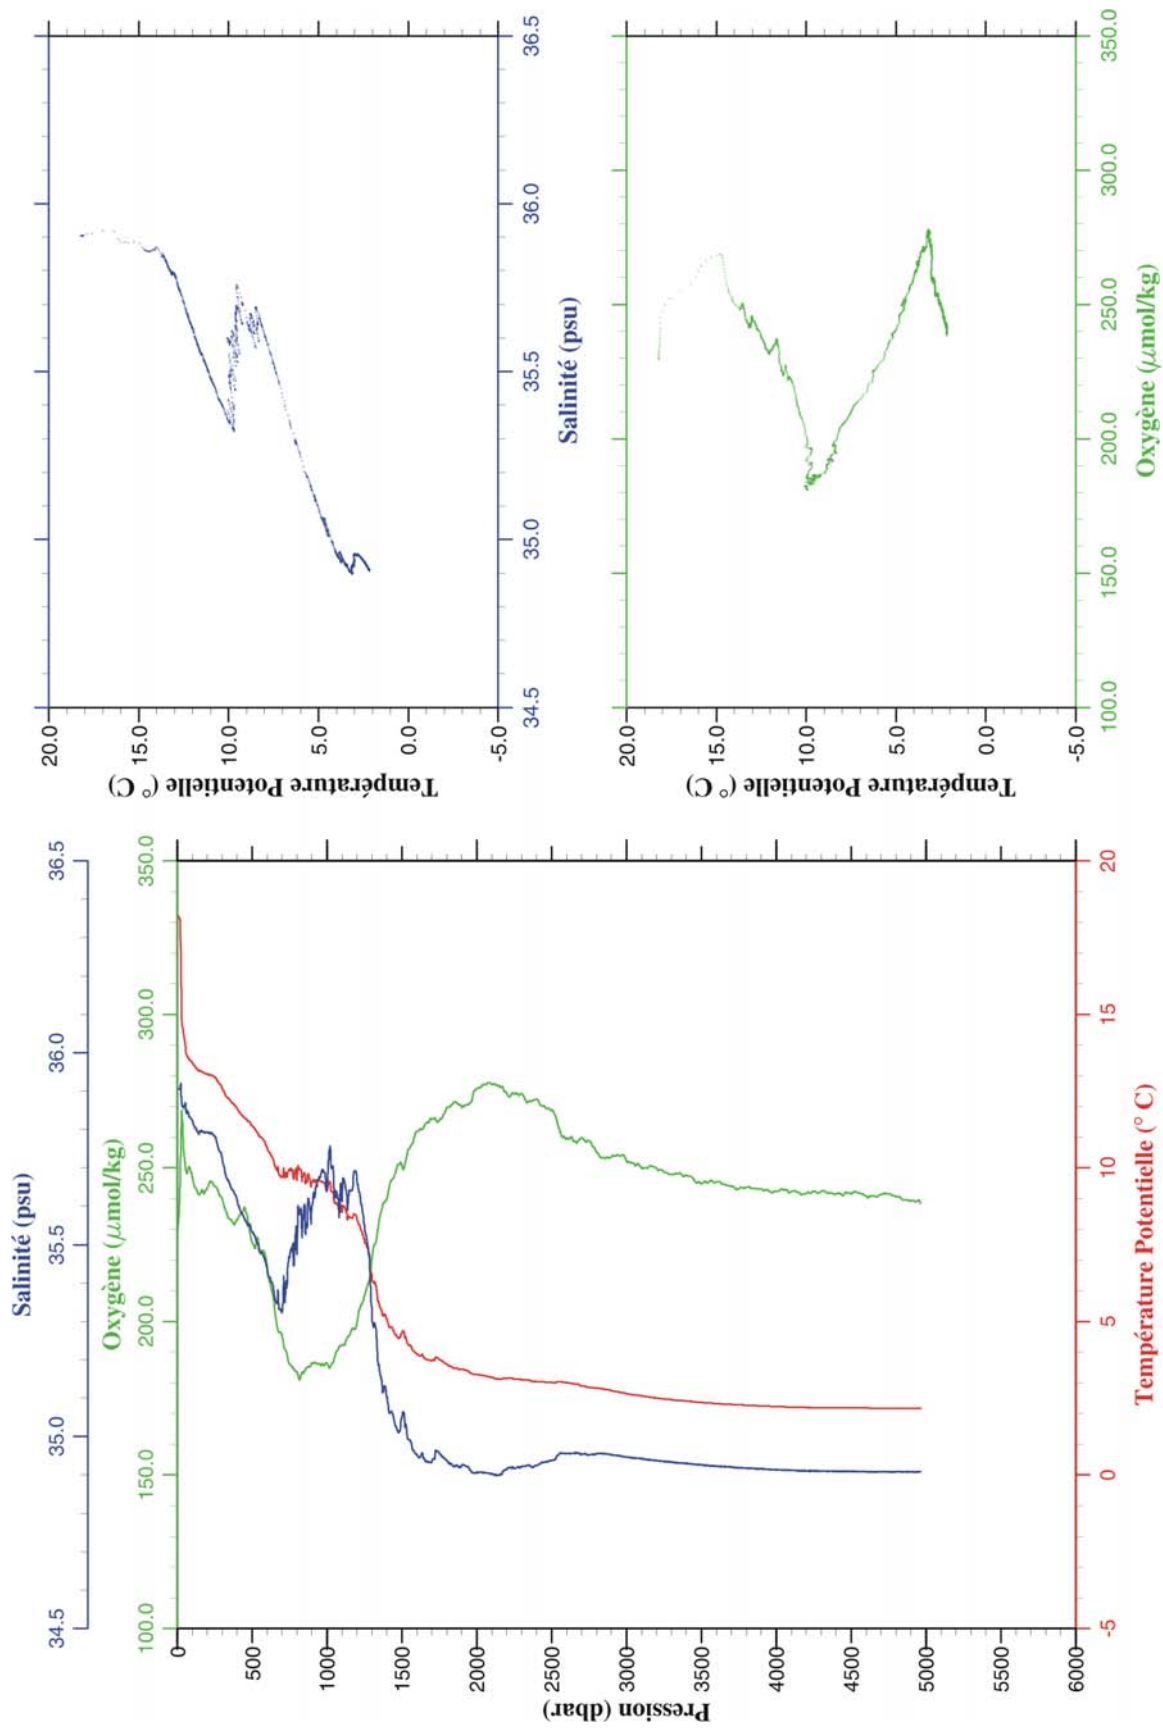 Salinité (psu)
34.5 35.0 35.5 36.0 36.5
Oxygène (μmol/kg)
100.0 150.0 200.0 250.0 300.0 350.0
Pression (dbar)
0
500
1000
1500
2000
2500
3000
3500
4000
4500
5000
5500
6000
-5 0 5 10 15 20
Température Potentielle (° C)
Température Potentielle (° C)
20.0
15.0
10.0
5.0
0.0
-5.0
34.5 35.0 35.5 36.0 36.5
Salinité (psu)
Température Potentielle (° C)
20.0
15.0
10.0
5.0
0.0
-5.0
100.0 150.0 200.0 250.0 300.0 350.0
Oxygène (μmol/kg)